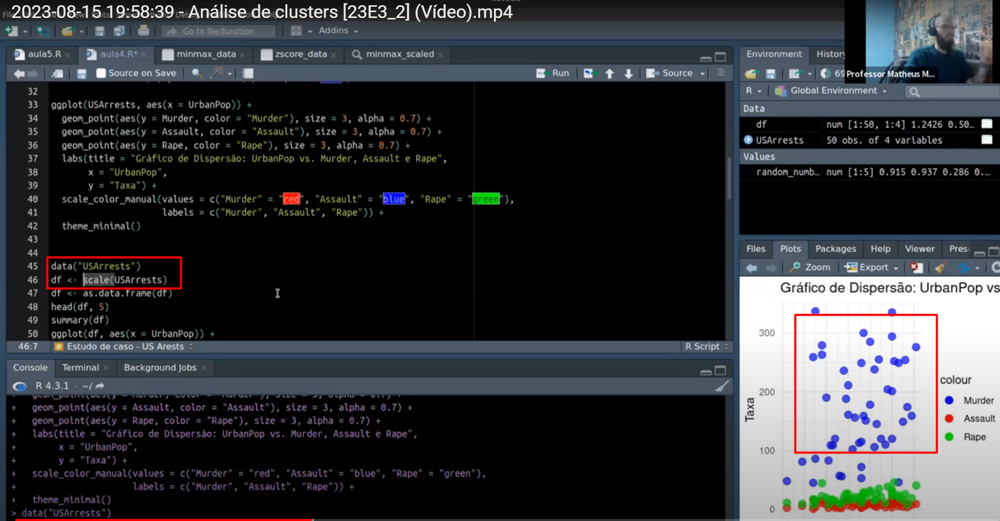 2023-08-15 19:58:39 - Análise de clusters [23E3_2] (Vídeo).mp4
Go to file/function
Addins
aula5.R
aula4.R*
minmax_data
zscore_data
minmax_scaled
Source on Save
Run
Source
32
33 ggplot(USArrests, aes(x = UrbanPop)) +
34 geom_point(aes(y = Murder, color = "Murder"), size = 3, alpha = 0.7) +
35 geom_point(aes(y = Assault, color = "Assault"), size = 3, alpha = 0.7) +
36 geom_point(aes(y = Rape, color = "Rape"), size = 3, alpha = 0.7) +
37 labs(title = "Gráfico de Dispersão: UrbanPop vs. Murder, Assault e Rape",
38 x = "UrbanPop",
39 y = "Taxa") +
40 scale_color_manual(values = c("Murder" = "red", "Assault" = "blue", "Rape" = "green"),
41 labels = c("Murder", "Assault", "Rape")) +
42 theme_minimal()
43
44
45 data("USArrests")
46 df <- scale(USArrests)
47 df <- as.data.frame(df)
48 head(df, 5)
49 summary(df)
50 ggplot(df, aes(x = UrbanPop)) +
46:7
Estudo de caso - US Arests
R Script
Console
Terminal
Background Jobs
R 4.3.1 · ~/
+ geom_point(aes(y = Assault, color = "Assault"), size = 3, alpha = 0.7) +
+ geom_point(aes(y = Rape, color = "Rape"), size = 3, alpha = 0.7) +
+ labs(title = "Gráfico de Dispersão: UrbanPop vs. Murder, Assault e Rape",
+ x = "UrbanPop",
+ y = "Taxa") +
+ scale_color_manual(values = c("Murder" = "red", "Assault" = "blue", "Rape" = "green"),
+ labels = c("Murder", "Assault", "Rape")) +
+ theme_minimal()
> data("USArrests")
Environment
History
69
Professor Matheus M...
R
Global Environment
Data
df num [1:50, 1:4] 1.2426 0.50...
USArrests 50 obs. of 4 variables
Values
random_numb... num [1:5] 0.915 0.937 0.286 0....
Files
Plots
Packages
Help
Viewer
Pres
Zoom
Export
Gráfico de Dispersão: UrbanPop vs
300
200
100
0
Taxa
colour
Murder
Assault
Rape